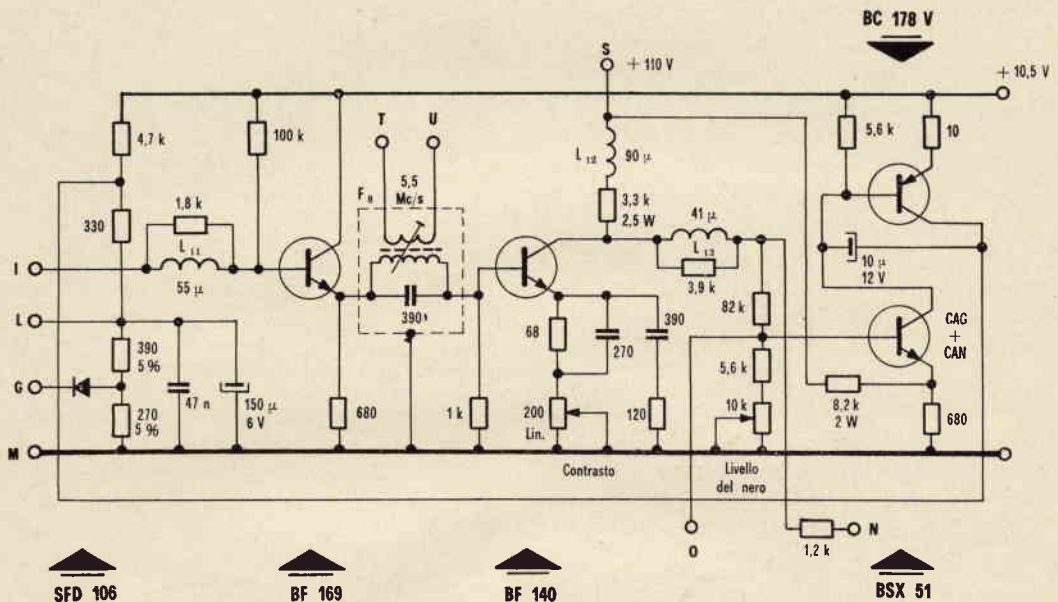 BC 178 V
S
+ 110 V
+ 10,5 V
4,7 k
100 k
T
U
L 12
90 μ
5,6 k
10
330
1,8 k
F 8
5,5
Mc/s
3,3 k
2,5 W
41 μ
I
L 11
55 μ
L 13
3,9 k
10 μ
12 V
L
390
82 k
CAG
+
CAN
390
5 %
68
270
390
G
5,6 k
8,2 k
2 W
270
5 %
47 n
150 μ
6 V
680
1 k
200
Lin.
120
10 k
680
M
Contrasto
Livello
del nero
O
1,2 k
N
SFD 106
BF 169
BF 140
BSX 51